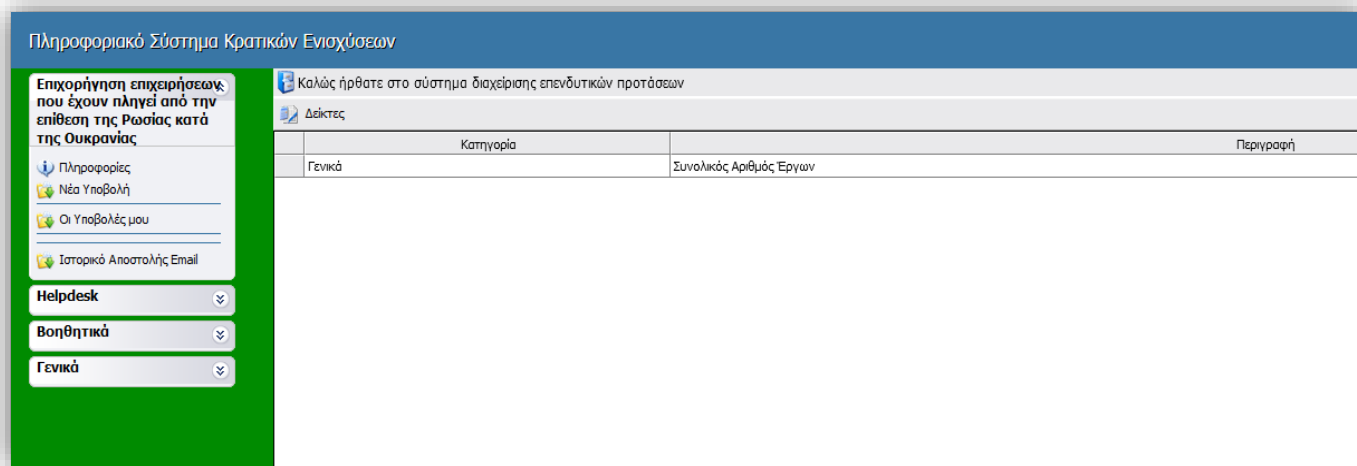 Πληροφοριακό Σύστημα Κρατικών Ενισχύσεων
Επιχορήγηση επιχειρήσεων
που έχουν πληγεί από την
επίθεση της Ρωσίας κατά
της Ουκρανίας
Πληροφορίες
Νέα Υποβολή
Οι Υποβολές μου
Ιστορικό Αποστολής Email
Helpdesk
Βοηθητικά
Γενικά
Καλώς ήρθατε στο σύστημα διαχείρισης επενδυτικών προτάσεων
Δείκτες
Κατηγορία Περιγραφή
Γενικά Συνολικός Αριθμός Έργων